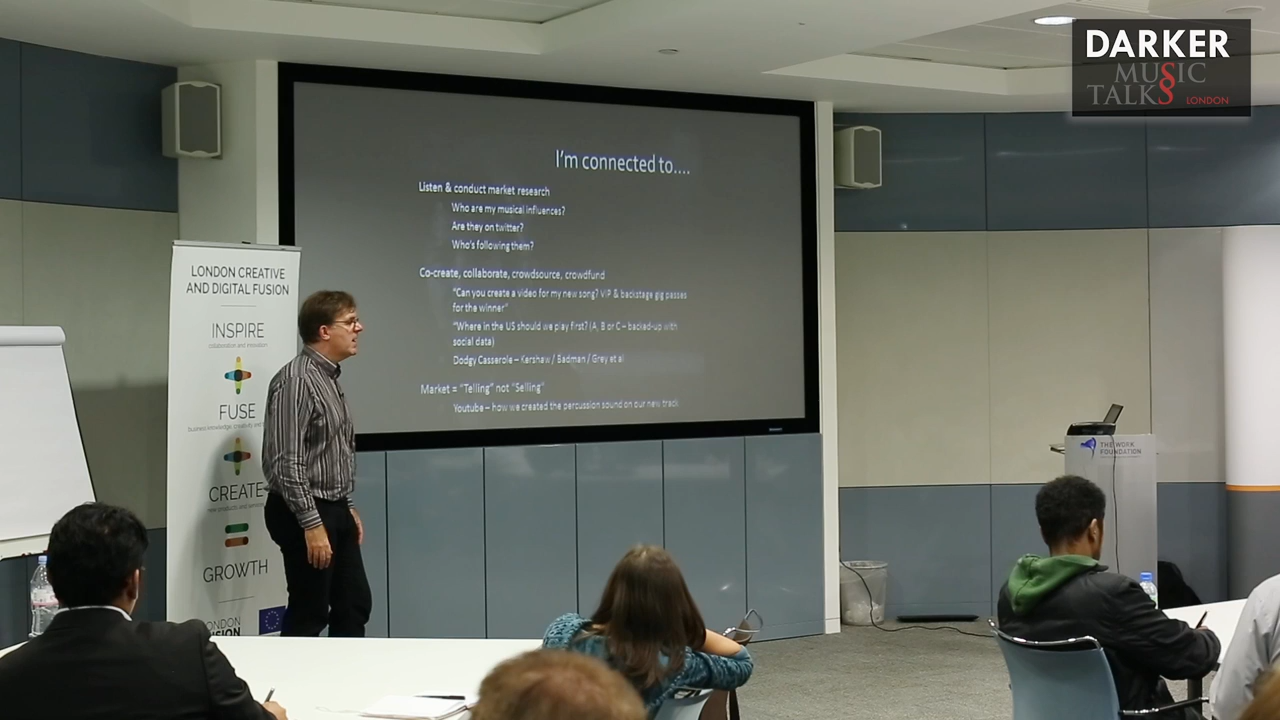 DARKER
MUSIC
TALKS LONDON
I'm connected to....
Listen & conduct market research
Who are my musical influences?
Are they on twitter?
Who's following them?
Co-create, collaborate, crowdsource, crowdfund
"Can you create a video for my new song? VIP & backstage gig passes
for the winner"
"Where in the US should we play first? (A, B or C – backed-up with
social data)
Dodgy Casserole – Kershaw / Badman / Grey et al
Market = "Telling" not "Selling"
Youtube – how we created the percussion sound on our new track
LONDON CREATIVE
AND DIGITAL FUSION
INSPIRE
collaboration and innovation
FUSE
CREATE
GROWTH
LONDON
THE WORK
FOUNDATION